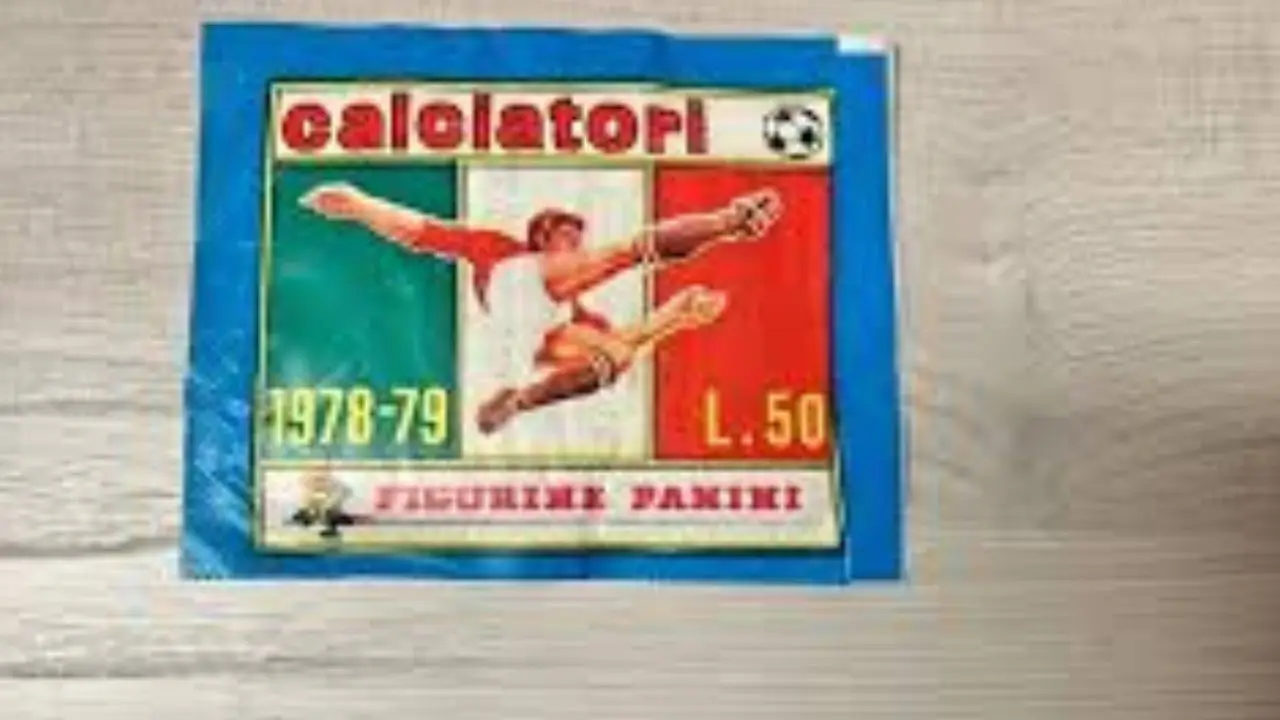 calciatori
1978-79 L.50
FIGURINE PANINI